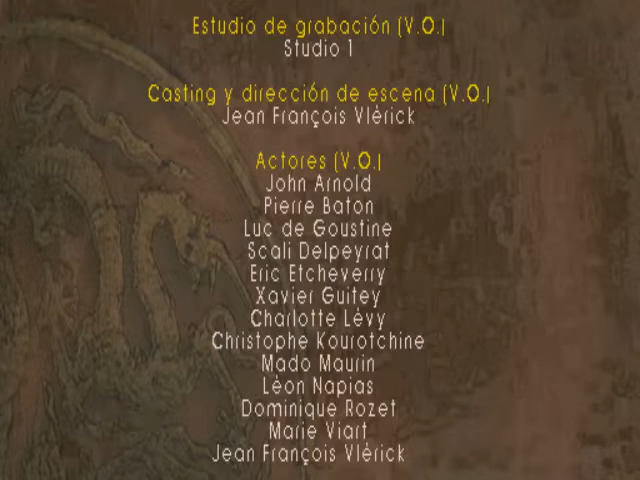 Estudio de grabación (V.O.)
Studio 1
Casting y dirección de escena (V.O.)
Jean François Vlérick
Actores (V.O.)
John Arnold
Pierre Baton
Luc de Goustine
Scali Delpeyrat
Eric Etcheverry
Xavier Guitey
Charlotte Lévy
Christophe Kourotchine
Mado Maurin
Léon Napias
Dominique Rozet
Marie Viart
Jean François Vlérick